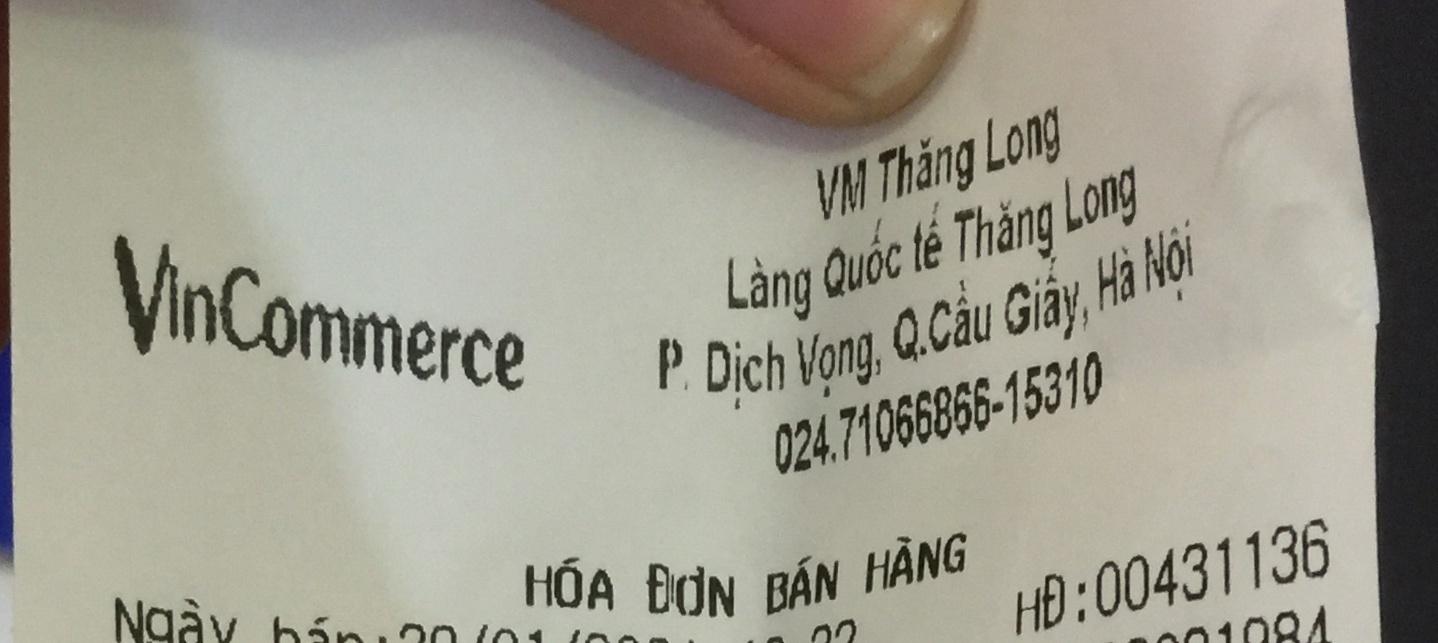 VM Thăng Long
Làng Quốc tế Thăng Long
VinCommerce
P. Dịch Vọng, Q.Cầu Giấy, Hà Nội
024.71066866-15310
HÓA ĐƠN BÁN HÀNG
HĐ:00431136
Ngày bán: